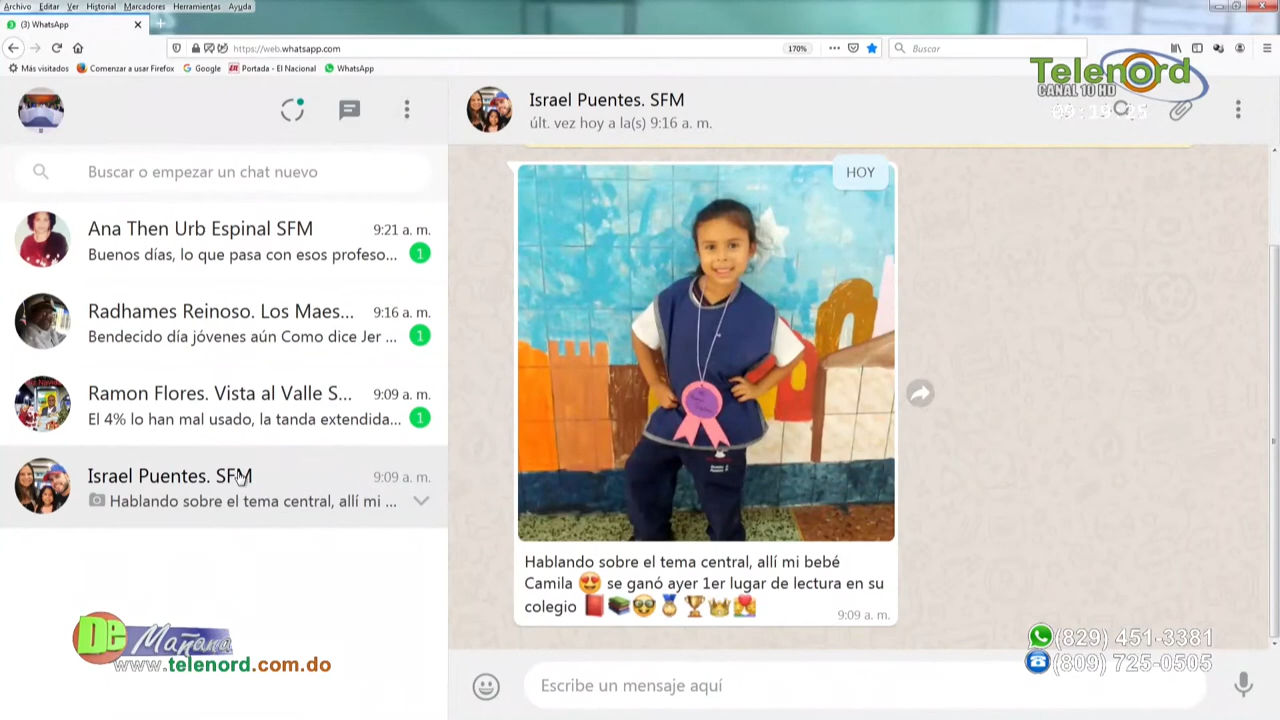 Archivo Editar Ver Historial Marcadores Herramientas Ayuda
(3) WhatsApp
https://web.whatsapp.com
170%
Buscar
Más visitados Comenzar a usar Firefox Google Portada - El Nacional WhatsApp
Telenord
CANAL 10 HD
Israel Puentes. SFM
últ. vez hoy a la(s) 9:16 a. m.
Buscar o empezar un chat nuevo
Ana Then Urb Espinal SFM 9:21 a. m.
Buenos días, lo que pasa con esos profeso... 1
Radhames Reinoso. Los Maes... 9:16 a. m.
Bendecido día jóvenes aún Como dice Jer ... 1
Ramon Flores. Vista al Valle S... 9:09 a. m.
El 4% lo han mal usado, la tanda extendida... 1
Israel Puentes. SFM 9:09 a. m.
Hablando sobre el tema central, allí mi ...
HOY
Hablando sobre el tema central, allí mi bebé
Camila 😍 se ganó ayer 1er lugar de lectura en su
colegio 📕📚🤓🏅🏆👑💑
9:09 a. m.
De Mañana
www.telenord.com.do
(829) 451-3381
(809) 725-0505
Escribe un mensaje aquí